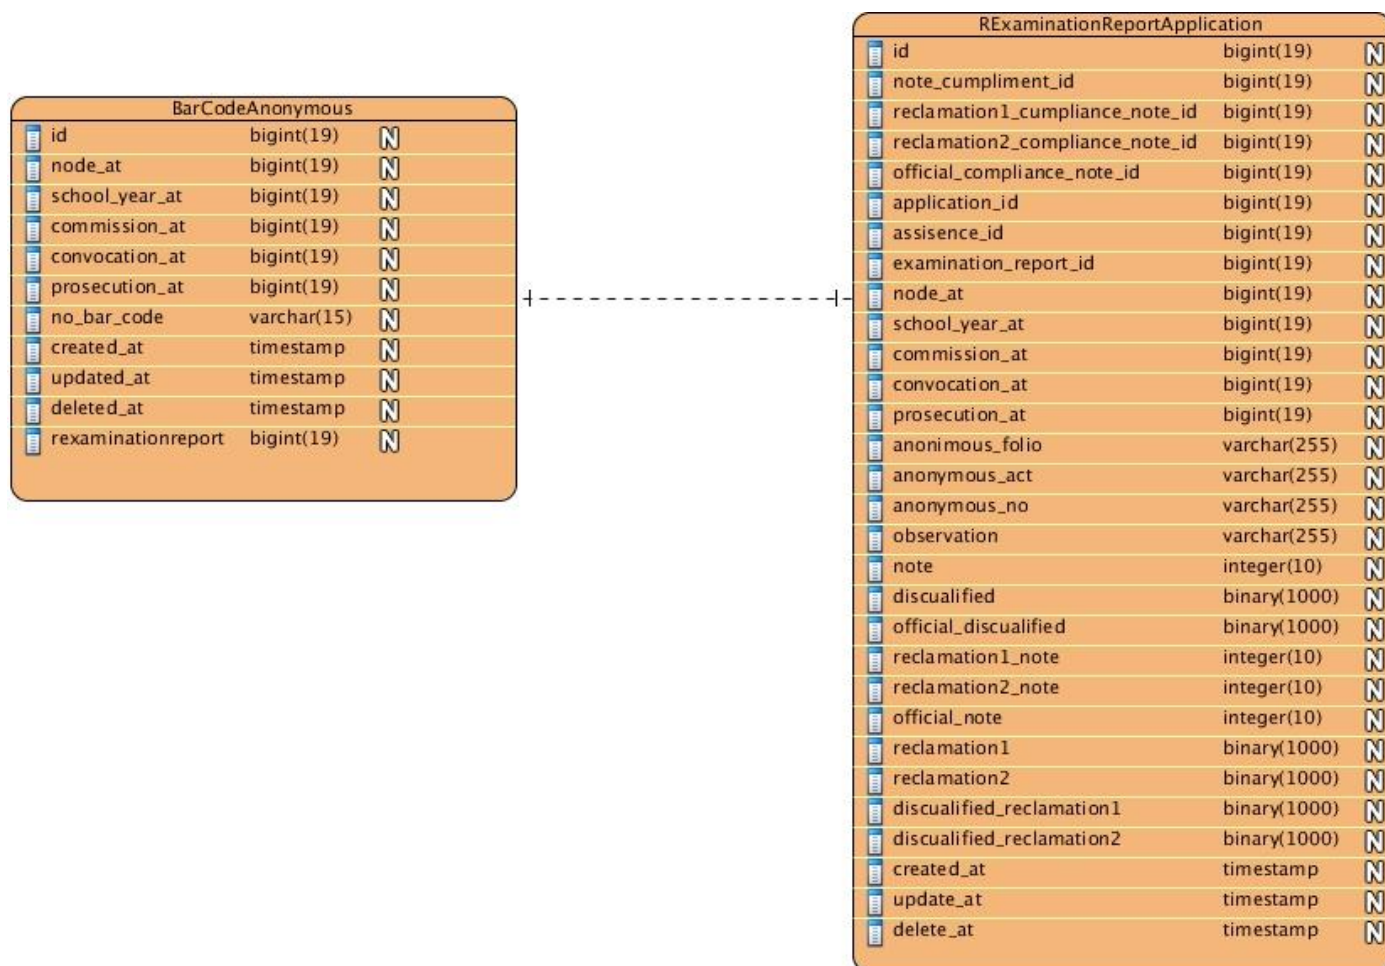 BarCodeAnonymous
id bigint(19) N
node_at bigint(19) N
school_year_at bigint(19) N
commission_at bigint(19) N
convocation_at bigint(19) N
prosecution_at bigint(19) N
no_bar_code varchar(15) N
created_at timestamp N
updated_at timestamp N
deleted_at timestamp N
rexaminationreport bigint(19) N
RExaminationReportApplication
id bigint(19) N
note_cumpliment_id bigint(19) N
reclamation1_cumpliance_note_id bigint(19) N
reclamation2_compliance_note_id bigint(19) N
official_compliance_note_id bigint(19) N
application_id bigint(19) N
assisence_id bigint(19) N
examination_report_id bigint(19) N
node_at bigint(19) N
school_year_at bigint(19) N
commission_at bigint(19) N
convocation_at bigint(19) N
prosecution_at bigint(19) N
anonimous_folio varchar(255) N
anonymous_act varchar(255) N
anonymous_no varchar(255) N
observation varchar(255) N
note integer(10) N
discualified binary(1000) N
official_discualified binary(1000) N
reclamation1_note integer(10) N
reclamation2_note integer(10) N
official_note integer(10) N
reclamation1 binary(1000) N
reclamation2 binary(1000) N
discualified_reclamation1 binary(1000) N
discualified_reclamation2 binary(1000) N
created_at timestamp N
update_at timestamp N
delete_at timestamp N